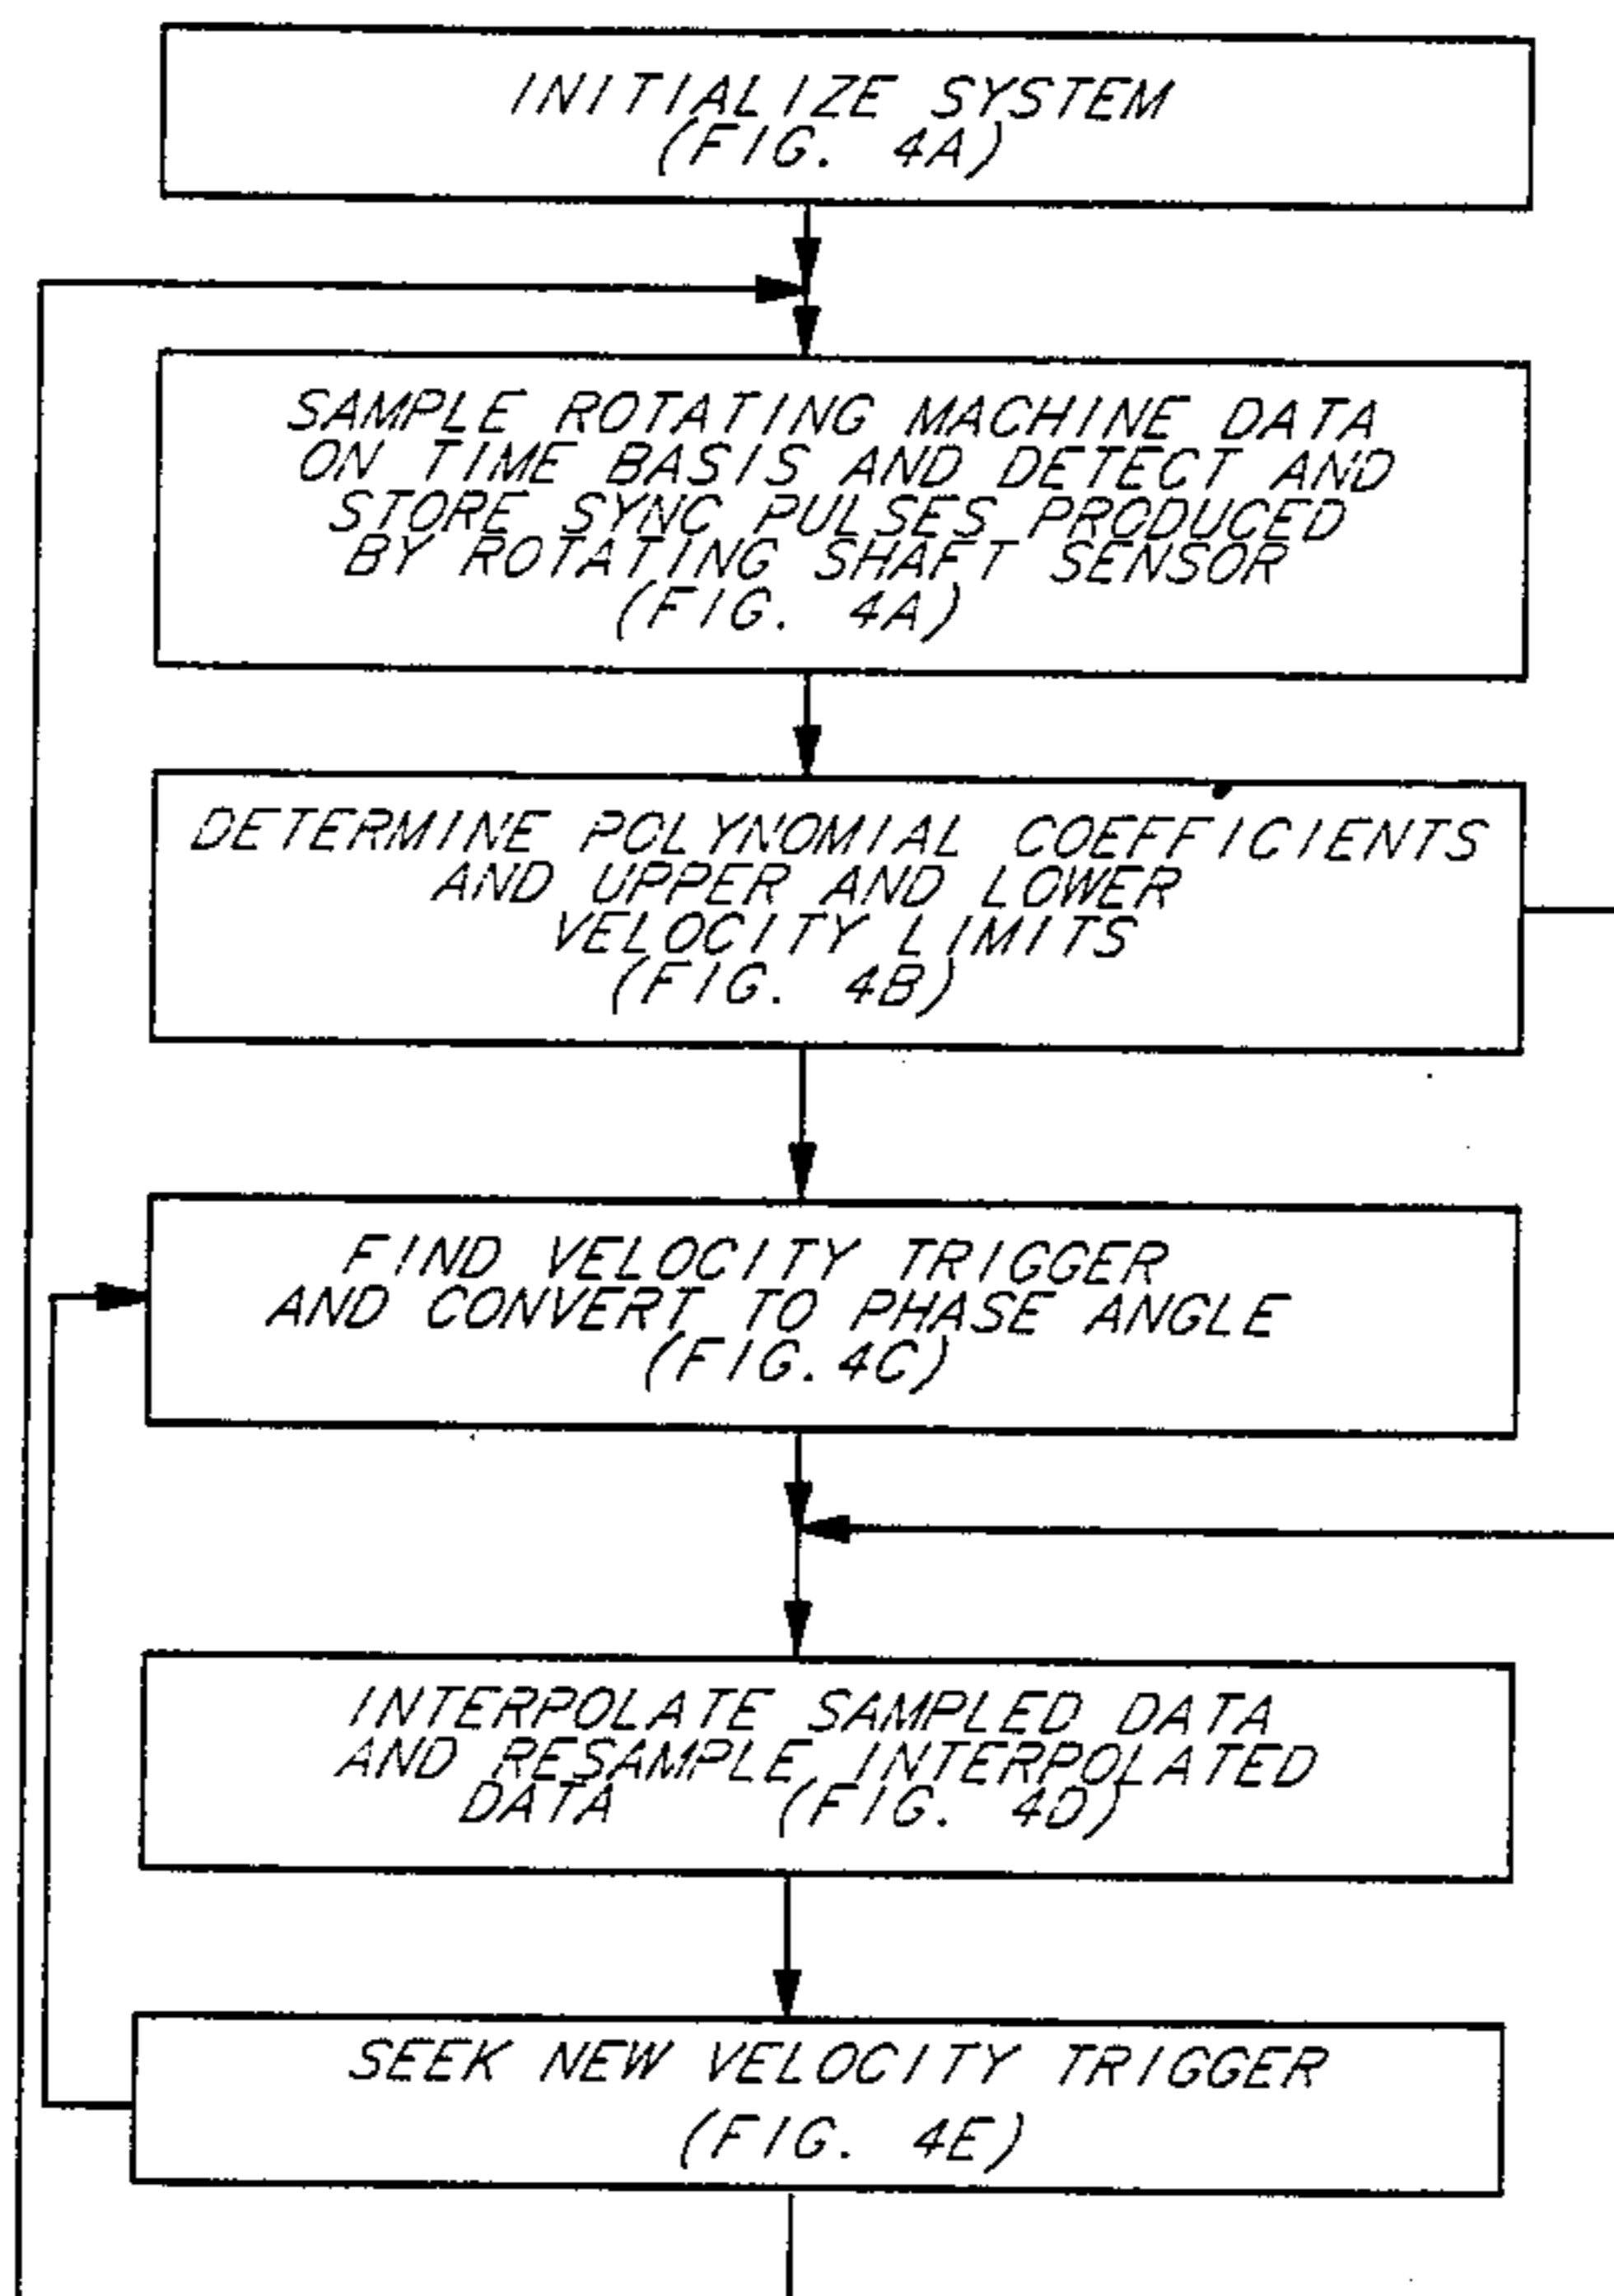 INITIALIZE SYSTEM
(FIG. 4A)
SAMPLE ROTATING MACHINE DATA
ON TIME BASIS AND DETECT AND
STORE SYNC PULSES PRODUCED
BY ROTATING SHAFT SENSOR
(FIG. 4A)
DETERMINE POLYNOMIAL COEFFICIENTS
AND UPPER AND LOWER
VELOCITY LIMITS
(FIG. 4B)
FIND VELOCITY TRIGGER
AND CONVERT TO PHASE ANGLE
(FIG.4C)
INTERPOLATE SAMPLED DATA
AND RESAMPLE INTERPOLATED
DATA (FIG. 4D)
SEEK NEW VELOCITY TRIGGER
(FIG. 4E)